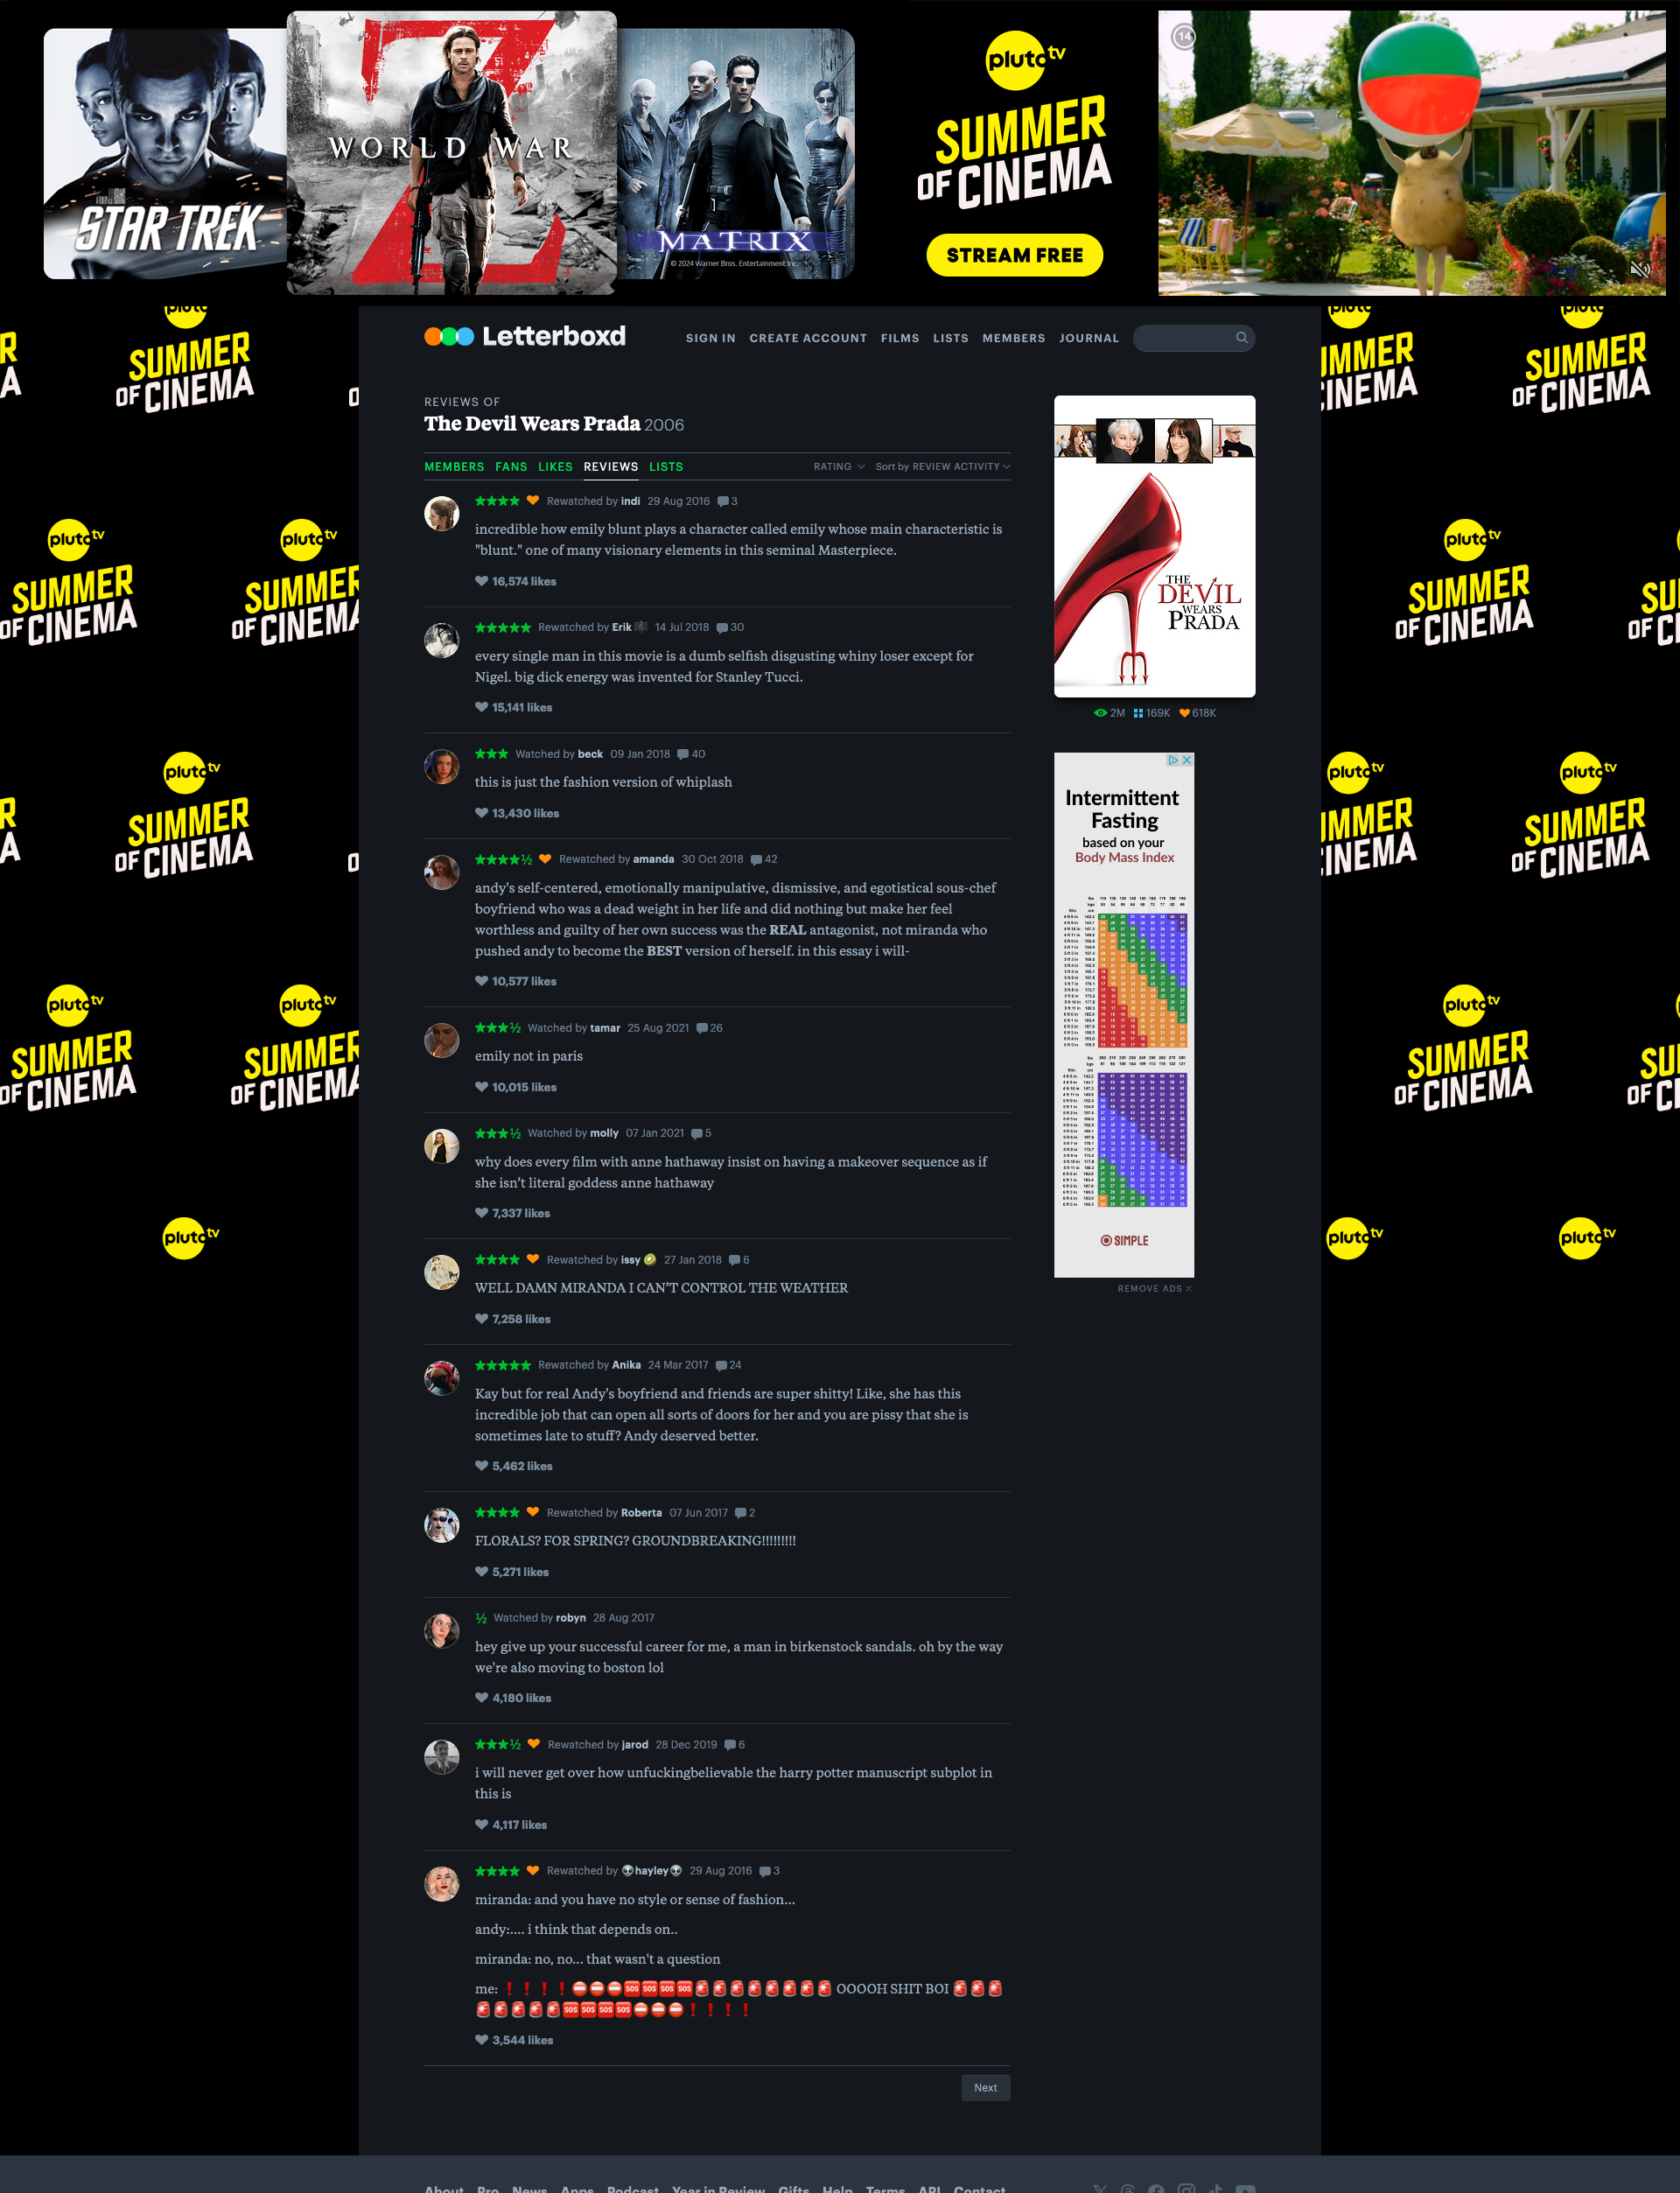 STAR TREK
WORLD WAR
Z
MATRIX
© 2024 Warner Bros. Entertainment Inc.
pluto tv
SUMMER
OF CINEMA
STREAM FREE
14
Letterboxd
SIGN IN CREATE ACCOUNT FILMS LISTS MEMBERS JOURNAL
REVIEWS OF
The Devil Wears Prada 2006
MEMBERS FANS LIKES REVIEWS LISTS RATING Sort by REVIEW ACTIVITY
★★★★ Rewatched by indi 29 Aug 2016 3
incredible how emily blunt plays a character called emily whose main characteristic is
"blunt." one of many visionary elements in this seminal Masterpiece.
16,574 likes
★★★★★ Rewatched by Erik 14 Jul 2018 30
every single man in this movie is a dumb selfish disgusting whiny loser except for
Nigel. big dick energy was invented for Stanley Tucci.
15,141 likes
★★★ Watched by beck 09 Jan 2018 40
this is just the fashion version of whiplash
13,430 likes
★★★★½ Rewatched by amanda 30 Oct 2018 42
andy's self-centered, emotionally manipulative, dismissive, and egotistical sous-chef
boyfriend who was a dead weight in her life and did nothing but make her feel
worthless and guilty of her own success was the REAL antagonist, not miranda who
pushed andy to become the BEST version of herself. in this essay i will-
10,577 likes
★★★½ Watched by tamar 25 Aug 2021 26
emily not in paris
10,015 likes
★★★½ Watched by molly 07 Jan 2021 5
why does every film with anne hathaway insist on having a makeover sequence as if
she isn’t literal goddess anne hathaway
7,337 likes
★★★★ Rewatched by issy 🥝 27 Jan 2018 6
WELL DAMN MIRANDA I CAN’T CONTROL THE WEATHER
7,258 likes
★★★★★ Rewatched by Anika 24 Mar 2017 24
Kay but for real Andy's boyfriend and friends are super shitty! Like, she has this
incredible job that can open all sorts of doors for her and you are pissy that she is
sometimes late to stuff? Andy deserved better.
5,462 likes
★★★★ Rewatched by Roberta 07 Jun 2017 2
FLORALS? FOR SPRING? GROUNDBREAKING!!!!!!!!!
5,271 likes
½ Watched by robyn 28 Aug 2017
hey give up your successful career for me, a man in birkenstock sandals. oh by the way
we're also moving to boston lol
4,180 likes
★★★½ Rewatched by jarod 28 Dec 2019 6
i will never get over how unfuckingbelievable the harry potter manuscript subplot in
this is
4,117 likes
★★★★ Rewatched by 👽hayley👽 29 Aug 2016 3
miranda: and you have no style or sense of fashion...
andy:.... i think that depends on..
miranda: no, no... that wasn't a question
me: ❗❗❗❗⛔⛔⛔🆘🆘🆘🆘🚨🚨🚨🚨🚨🚨🚨🚨 OOOOH SHIT BOI 🚨🚨🚨
🚨🚨🚨🚨🚨🆘🆘🆘🆘⛔⛔⛔❗❗❗❗
3,544 likes
Next
THE
DEVIL
WEARS
PRADA
2M 169K 618K
Intermittent
Fasting
based on your
Body Mass Index
SIMPLE
REMOVE ADS
pluto tv
SUMMER
OF CINEMA
About Pro News Apps Podcast Year in Review Gifts Help Terms API Contact